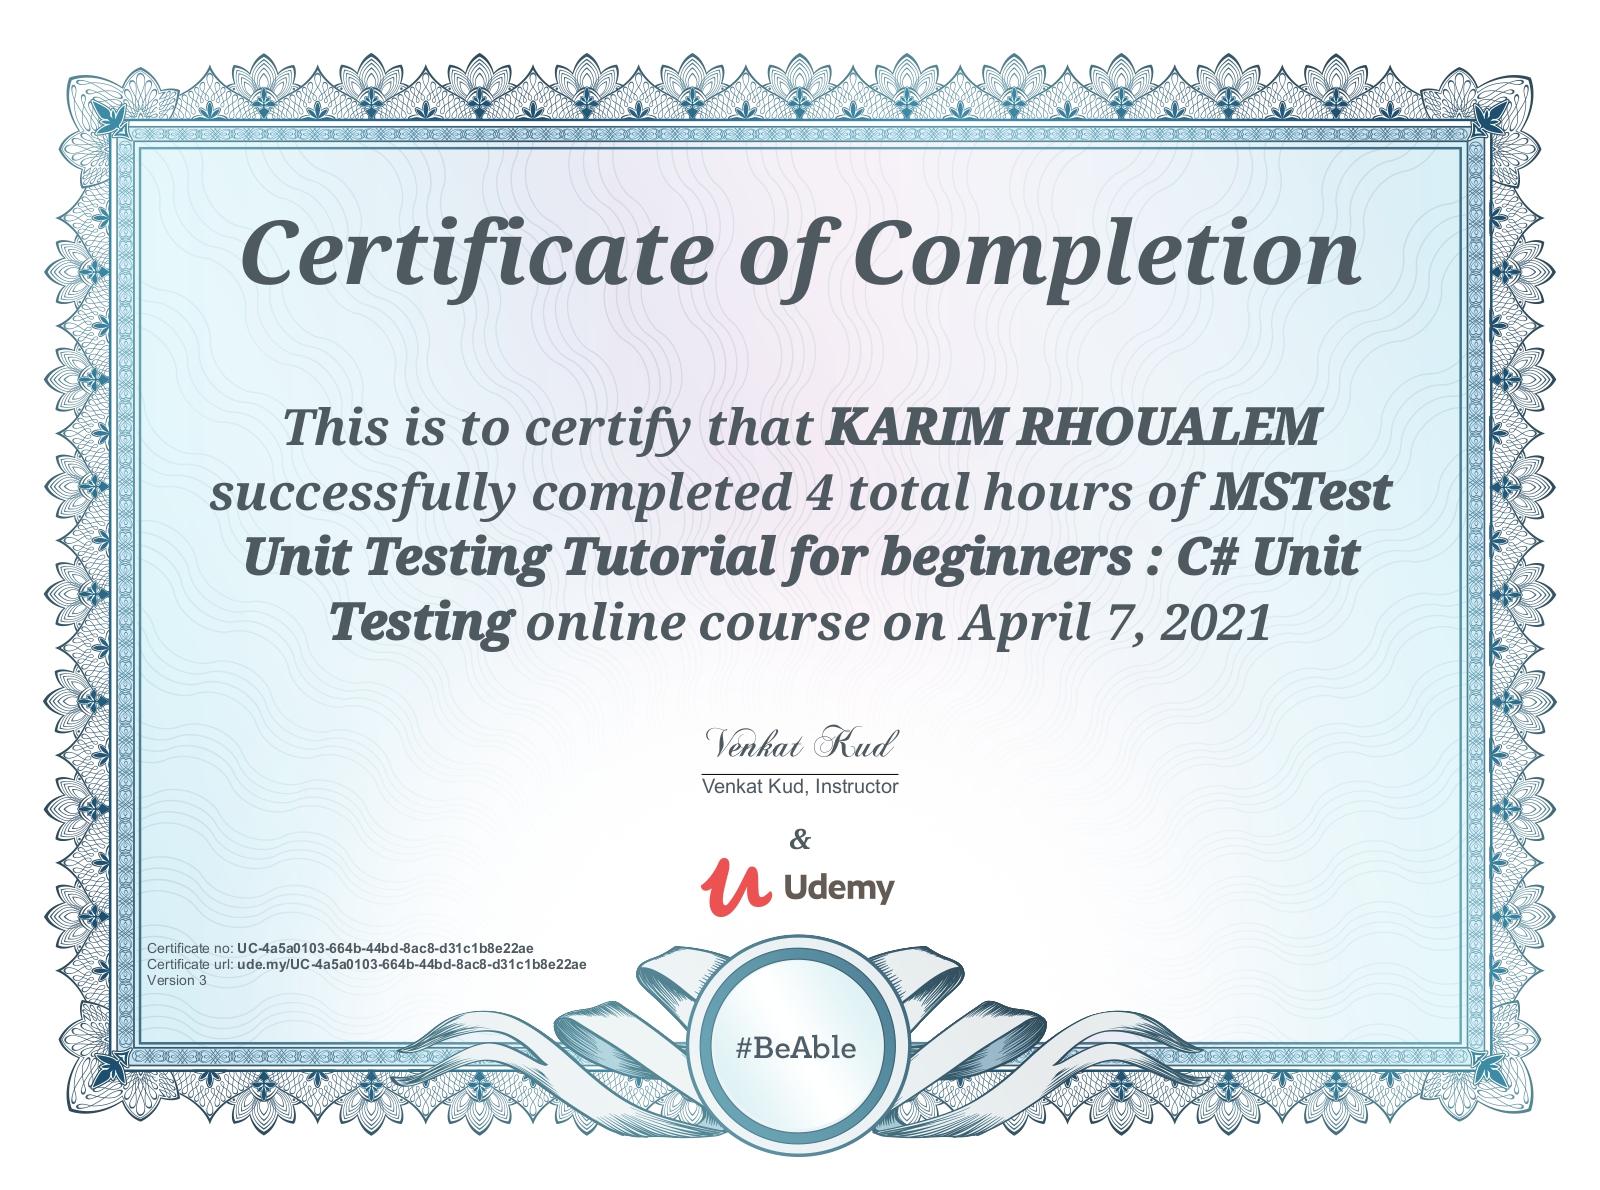 Certificate of Completion
This is to certify that KARIM RHOUALEM
successfully completed 4 total hours of MSTest
Unit Testing Tutorial for beginners : C# Unit
Testing online course on April 7, 2021
Venkat Kud
Venkat Kud, Instructor
&
Udemy
Certificate no: UC-4a5a0103-664b-44bd-8ac8-d31c1b8e22ae
Certificate url: ude.my/UC-4a5a0103-664b-44bd-8ac8-d31c1b8e22ae
Version 3
#BeAble